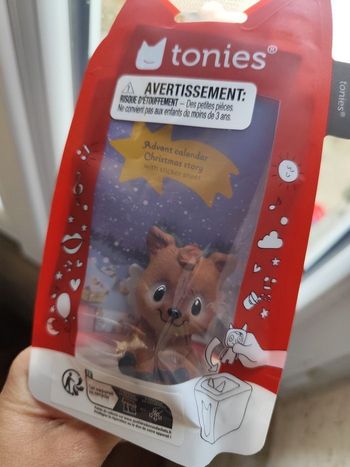 tonies®
tonies®
AVERTISSEMENT:
RISQUE D'ÉTOUFFEMENT – Des petites pièces.
Ne convient pas aux enfants de moins de 3 ans.
Advent calendar
Christmas story
with sticker sheet